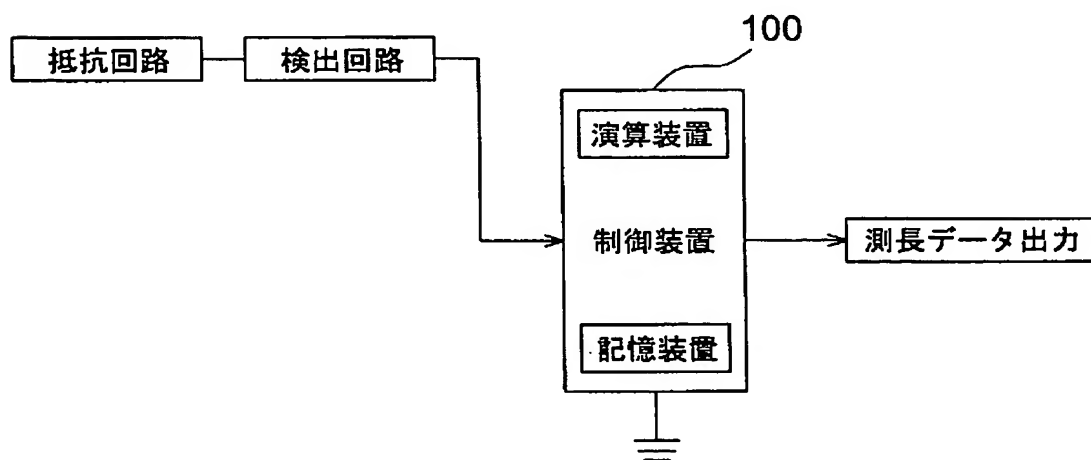 100
抵抗回路
検出回路
演算装置
制御装置
測長データ出力
記憶装置